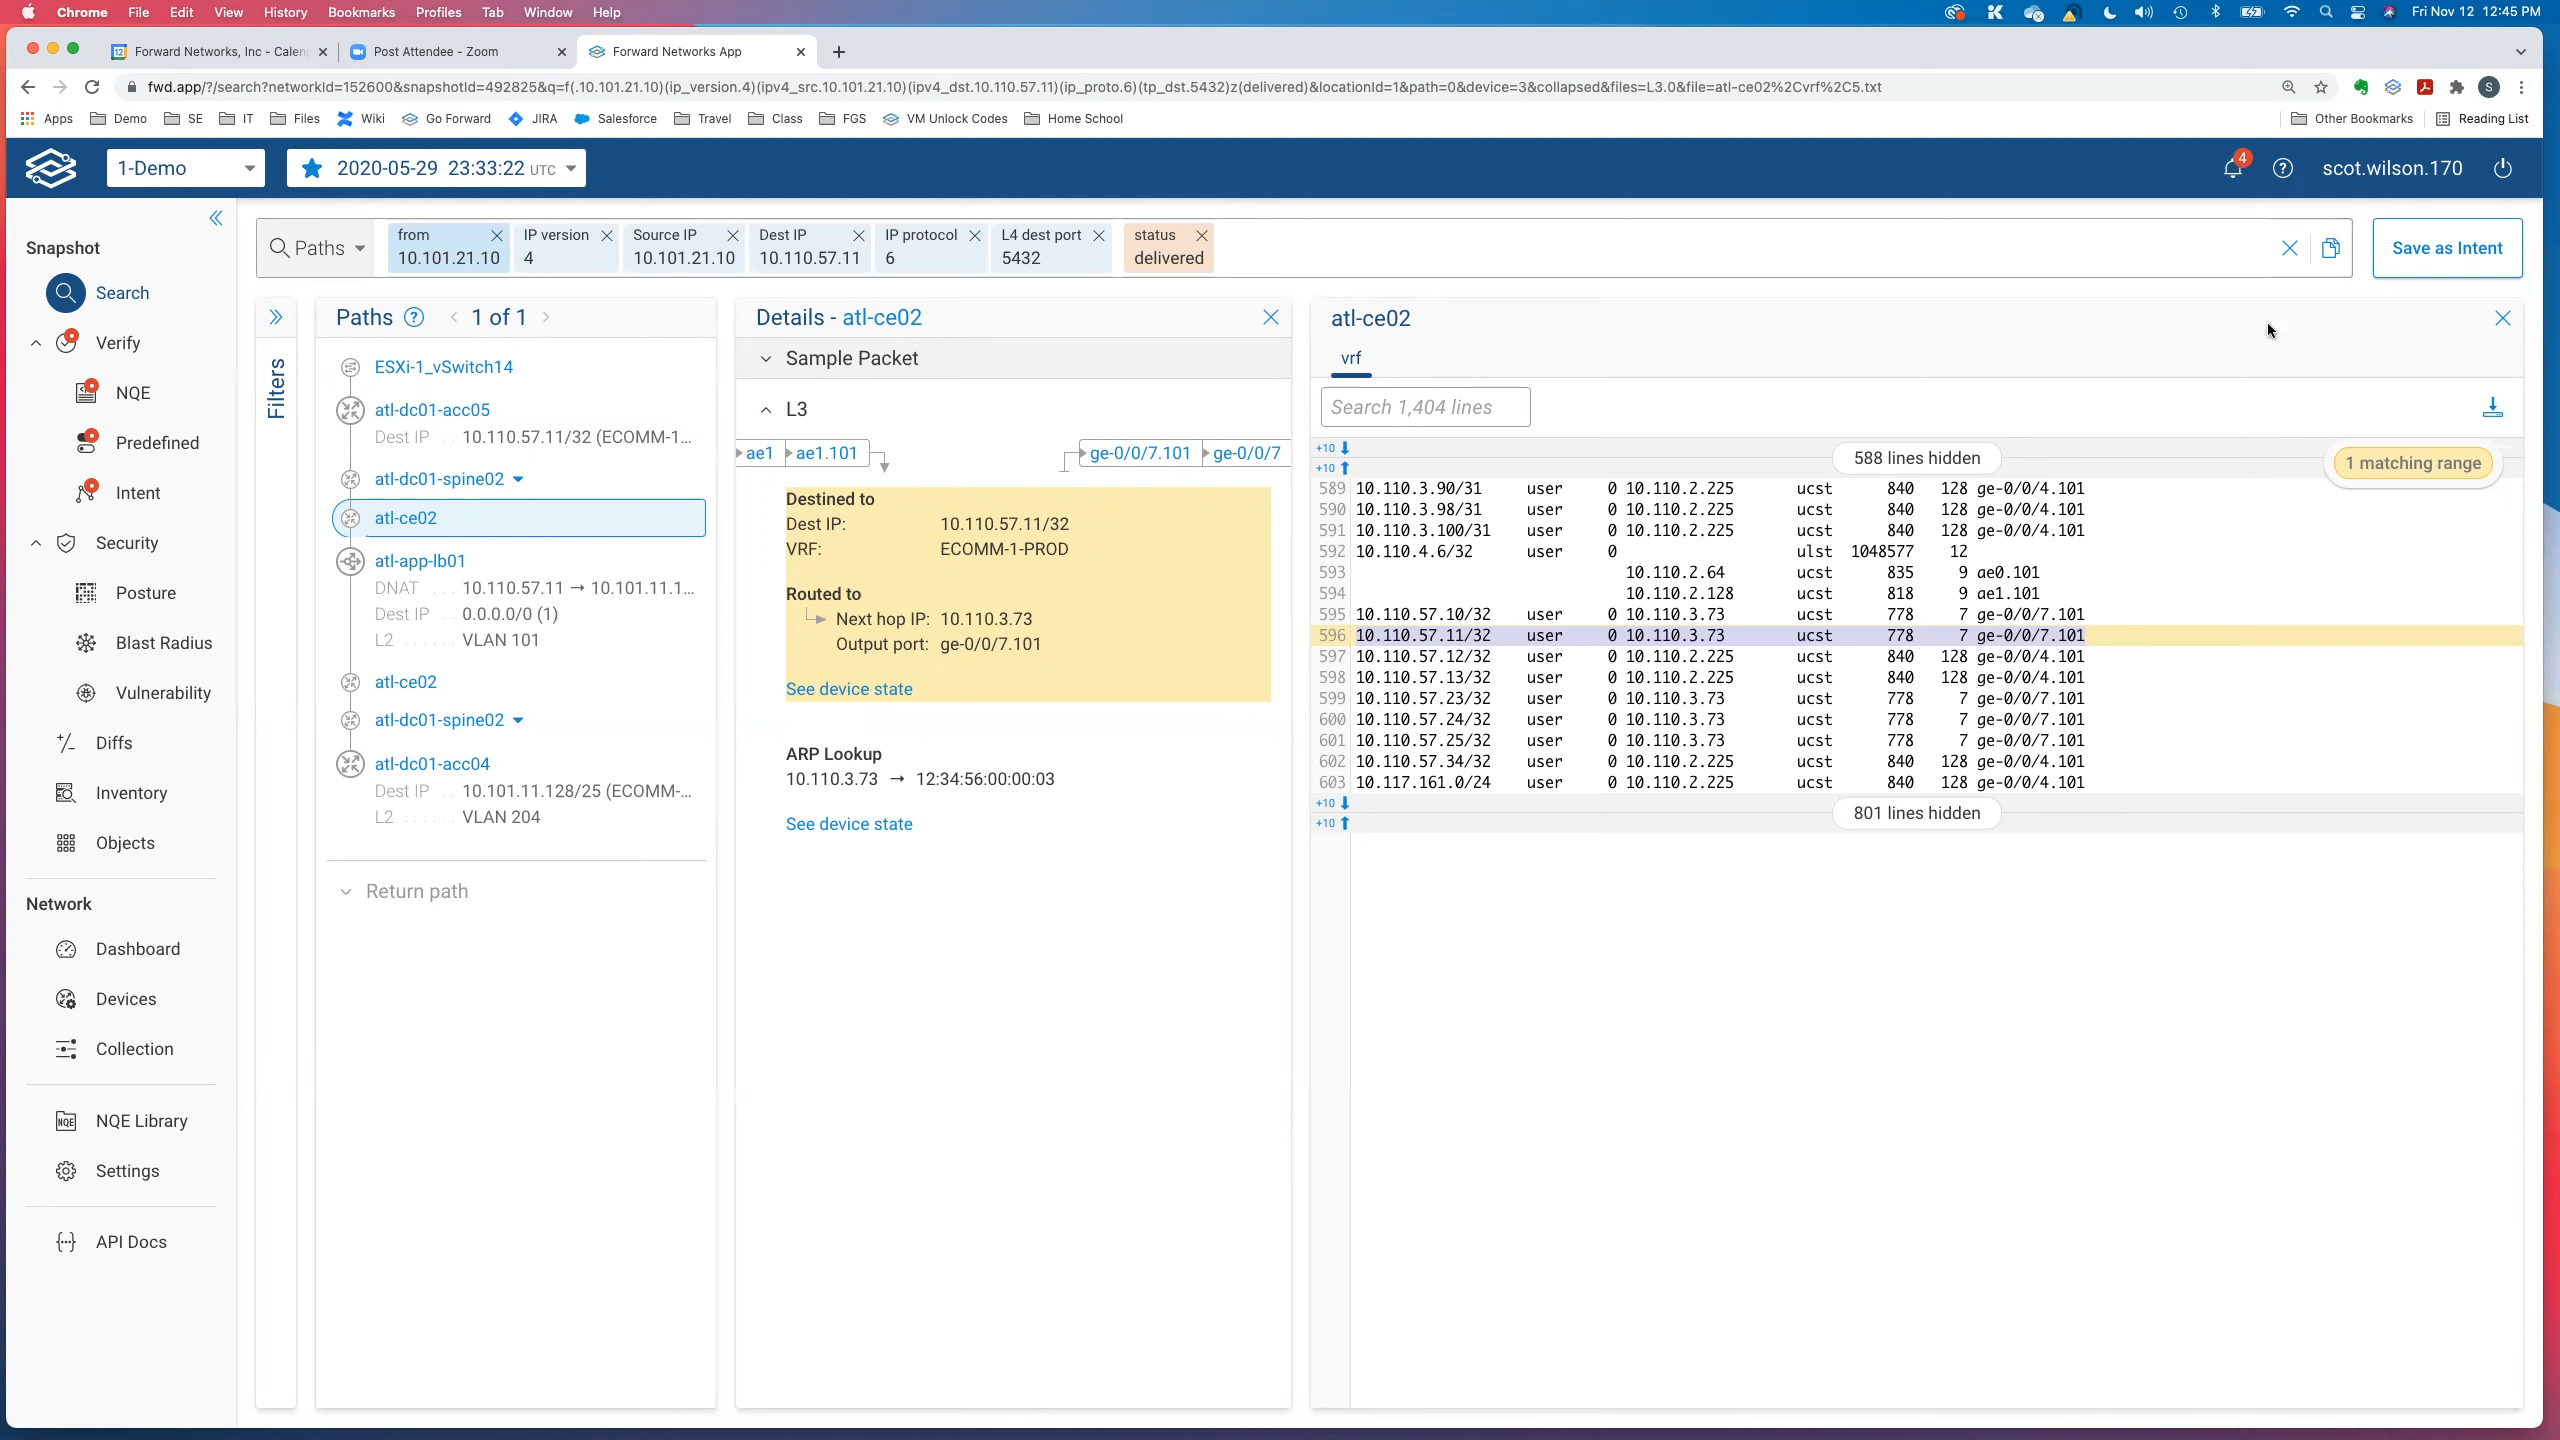 Chrome File Edit View History Bookmarks Profiles Tab Window Help Fri Nov 12 12:45 PM
Forward Networks, Inc - Calen Post Attendee - Zoom Forward Networks App
fwd.app/?/search?networkId=152600&snapshotId=492825&q=f(.10.101.21.10)(ip_version.4)(ipv4_src.10.101.21.10)(ipv4_dst.10.110.57.11)(ip_proto.6)(tp_dst.5432)z(delivered)&locationId=1&path=0&device=3&collapsed&files=L3.0&file=atl-ce02%2Cvrf%2C5.txt
S
Apps Demo SE IT Files Wiki Go Forward JIRA Salesforce Travel Class FGS VM Unlock Codes Home School Other Bookmarks Reading List
1-Demo 2020-05-29 23:33:22 UTC 4 scot.wilson.170
Snapshot
Search
Verify
NQE
Predefined
Intent
Security
Posture
Blast Radius
Vulnerability
Diffs
Inventory
Objects
Network
Dashboard
Devices
Collection
NQE Library
Settings
API Docs
Paths
from
10.101.21.10
IP version
4
Source IP
10.101.21.10
Dest IP
10.110.57.11
IP protocol
6
L4 dest port
5432
status
delivered
Save as Intent
Filters
Paths 1 of 1
ESXi-1_vSwitch14
atl-dc01-acc05
Dest IP .. 10.110.57.11/32 (ECOMM-1...
atl-dc01-spine02
atl-ce02
atl-app-lb01
DNAT ... 10.110.57.11 → 10.101.11.1...
Dest IP .. 0.0.0.0/0 (1)
L2 ...... VLAN 101
atl-ce02
atl-dc01-spine02
atl-dc01-acc04
Dest IP .. 10.101.11.128/25 (ECOMM-...
L2 ...... VLAN 204
Return path
Details - atl-ce02
Sample Packet
L3
ae1 ae1.101 ge-0/0/7.101 ge-0/0/7
Destined to
Dest IP: 10.110.57.11/32
VRF: ECOMM-1-PROD
Routed to
Next hop IP: 10.110.3.73
Output port: ge-0/0/7.101
See device state
ARP Lookup
10.110.3.73 → 12:34:56:00:00:03
See device state
atl-ce02
vrf
Search 1,404 lines
+10
588 lines hidden
+10
1 matching range
589 10.110.3.90/31 user 0 10.110.2.225 ucst 840 128 ge-0/0/4.101
590 10.110.3.98/31 user 0 10.110.2.225 ucst 840 128 ge-0/0/4.101
591 10.110.3.100/31 user 0 10.110.2.225 ucst 840 128 ge-0/0/4.101
592 10.110.4.6/32 user 0 ulst 1048577 12
593 10.110.2.64 ucst 835 9 ae0.101
594 10.110.2.128 ucst 818 9 ae1.101
595 10.110.57.10/32 user 0 10.110.3.73 ucst 778 7 ge-0/0/7.101
596 10.110.57.11/32 user 0 10.110.3.73 ucst 778 7 ge-0/0/7.101
597 10.110.57.12/32 user 0 10.110.2.225 ucst 840 128 ge-0/0/4.101
598 10.110.57.13/32 user 0 10.110.2.225 ucst 840 128 ge-0/0/4.101
599 10.110.57.23/32 user 0 10.110.3.73 ucst 778 7 ge-0/0/7.101
600 10.110.57.24/32 user 0 10.110.3.73 ucst 778 7 ge-0/0/7.101
601 10.110.57.25/32 user 0 10.110.3.73 ucst 778 7 ge-0/0/7.101
602 10.110.57.34/32 user 0 10.110.2.225 ucst 840 128 ge-0/0/4.101
603 10.117.161.0/24 user 0 10.110.2.225 ucst 840 128 ge-0/0/4.101
+10
801 lines hidden
+10